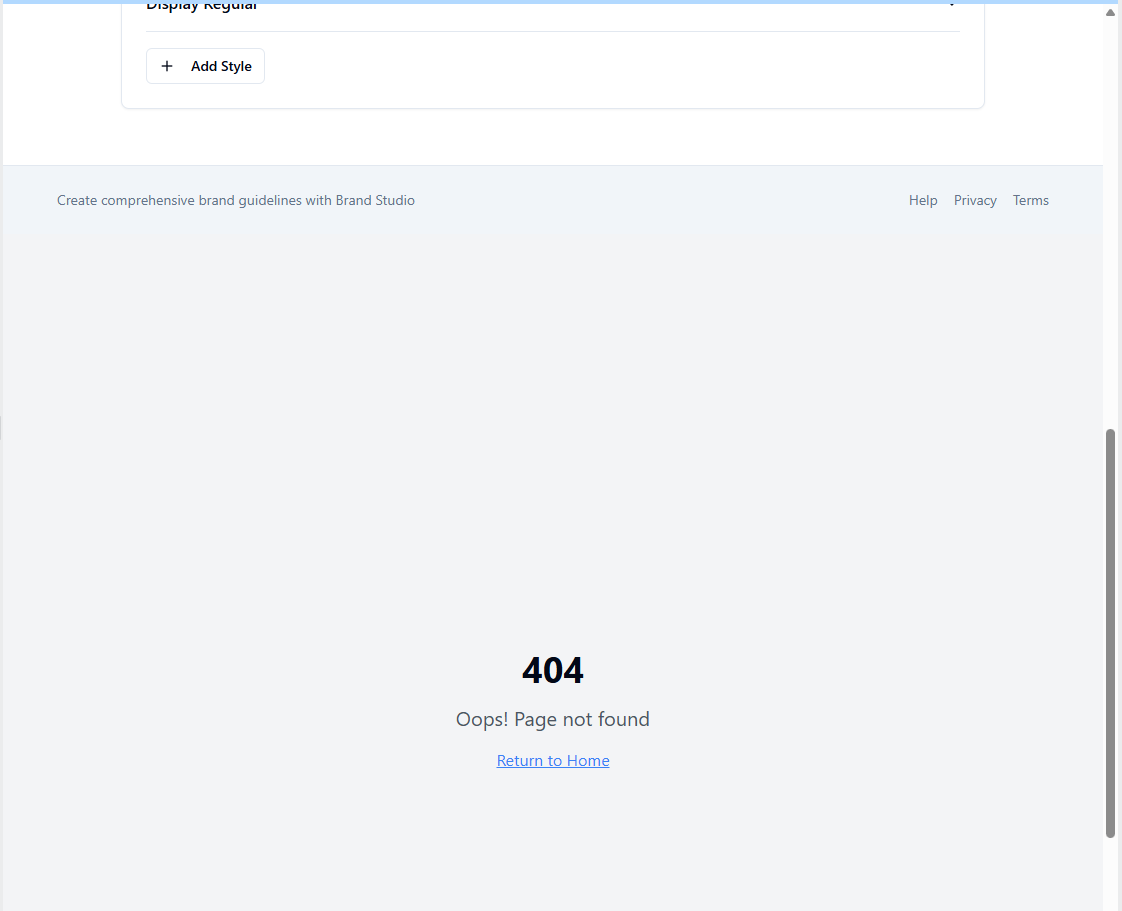 Display Regular
Add Style
Create comprehensive brand guidelines with Brand Studio
Help Privacy Terms
404
Oops! Page not found
Return to Home